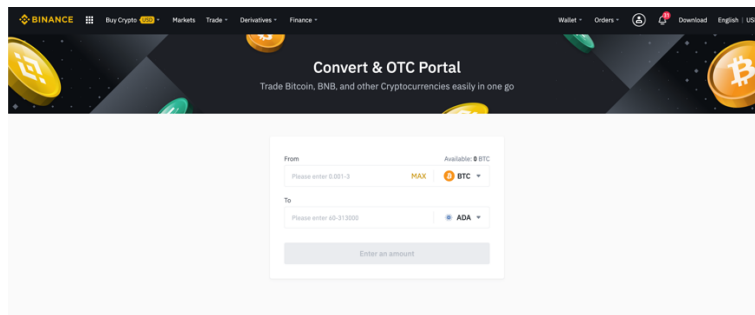 BINANCE Buy Crypto USD Markets Trade Derivatives Finance Wallet Orders Download English | US
Convert & OTC Portal
Trade Bitcoin, BNB, and other Cryptocurrencies easily in one go
From Available: 0 BTC
Please enter 0.001-3 MAX BTC
To
Please enter 60-313000 ADA
Enter an amount